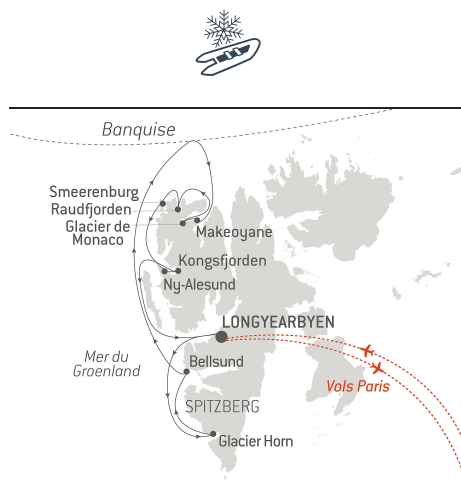 Banquise
Smeerenburg
Raudfjorden
Glacier de
Monaco
Makeoyane
Kongsfjorden
Ny-Alesund
LONGYEARBYEN
Mer du
Groenland
Bellsund
Vols Paris
SPITZBERG
Glacier Horn